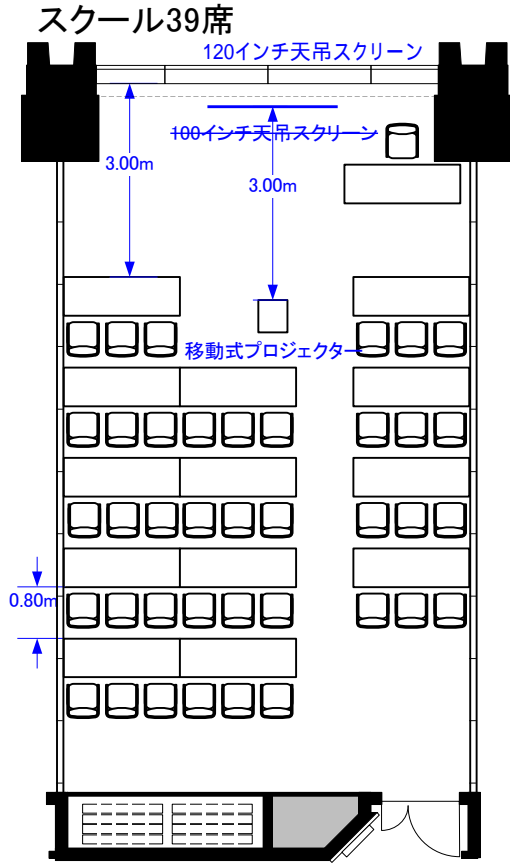 スクール39席
120インチ天吊スクリーン
100インチ天吊スクリーン
3.00m
3.00m
移動式プロジェクター
0.80m